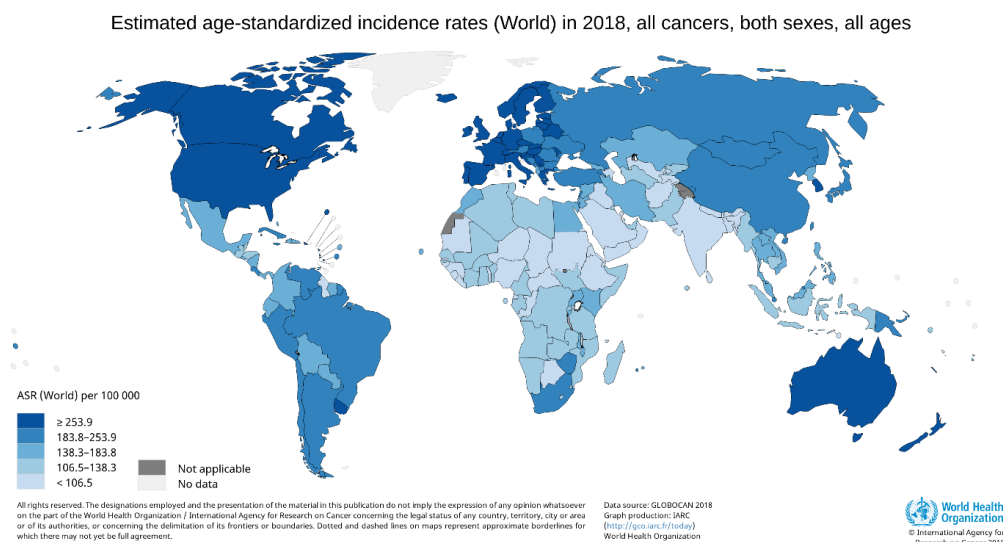 Estimated age-standardized incidence rates (World) in 2018, all cancers, both sexes, all ages
ASR (World) per 100 000
≥ 253.9
183.8–253.9
138.3–183.8
106.5–138.3
< 106.5
Not applicable
No data
All rights reserved. The designations employed and the presentation of the material in this publication do not imply the expression of any opinion whatsoever
on the part of the World Health Organization / International Agency for Research on Cancer concerning the legal status of any country, territory, city or area
or of its authorities, or concerning the delimitation of its frontiers or boundaries. Dotted and dashed lines on maps represent approximate borderlines for
which there may not yet be full agreement.
Data source: GLOBOCAN 2018
Graph production: IARC
(http://gco.iarc.fr/today)
World Health Organization
World Health
Organization
© International Agency for